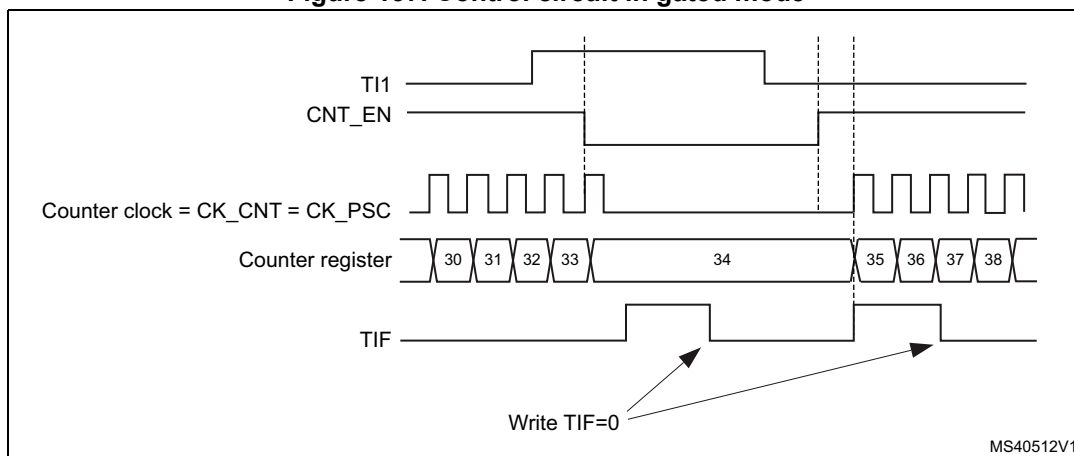 Figure Control circuit in gated mode
TI1
CNT_EN
Counter clock = CK_CNT = CK_PSC
Counter register 30 31 32 33 34 35 36 37 38
TIF
Write TIF=0
MS40512V1